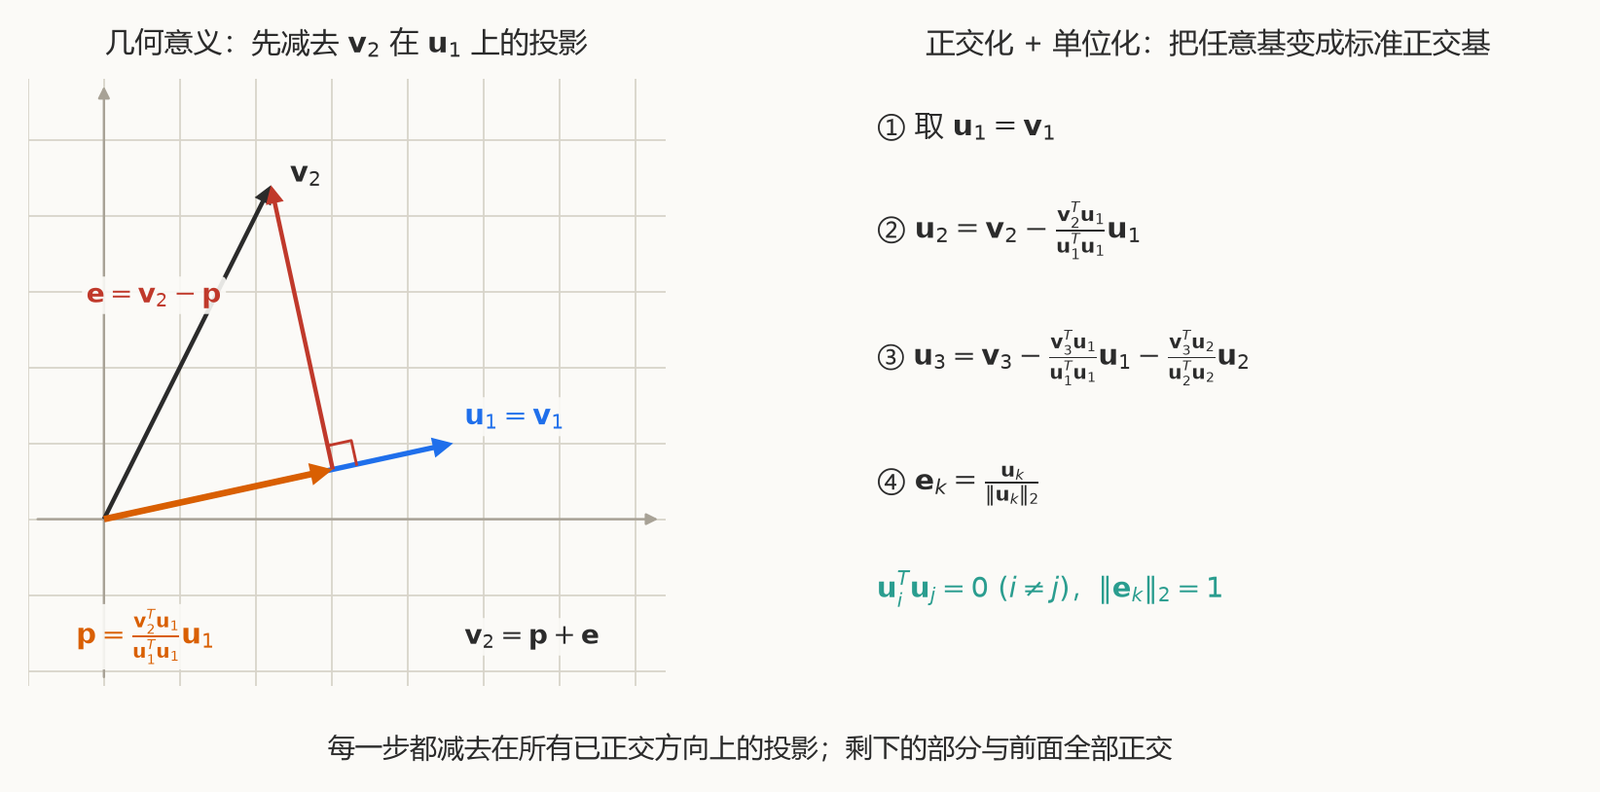 几何意义：先减去 v₂ 在 u₁ 上的投影
v₂
e = v₂ − p
u₁ = v₁
p = \frac{v₂ᵀu₁}{u₁ᵀu₁}u₁
v₂ = p + e
正交化 + 单位化：把任意基变成标准正交基
① 取 u₁ = v₁
② u₂ = v₂ − \frac{v₂ᵀu₁}{u₁ᵀu₁}u₁
③ u₃ = v₃ − \frac{v₃ᵀu₁}{u₁ᵀu₁}u₁ − \frac{v₃ᵀu₂}{u₂ᵀu₂}u₂
④ eₖ = \frac{uₖ}{‖uₖ‖₂}
uᵢᵀuⱼ = 0 (i ≠ j)，‖eₖ‖₂ = 1
每一步都减去在所有已正交方向上的投影；剩下的部分与前面全部正交